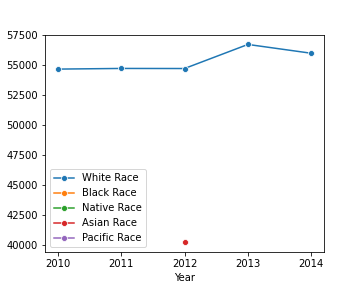 57500
55000
52500
50000
47500
45000
42500
40000
White Race
Black Race
Native Race
Asian Race
Pacific Race
2010 2011 2012 2013 2014
Year